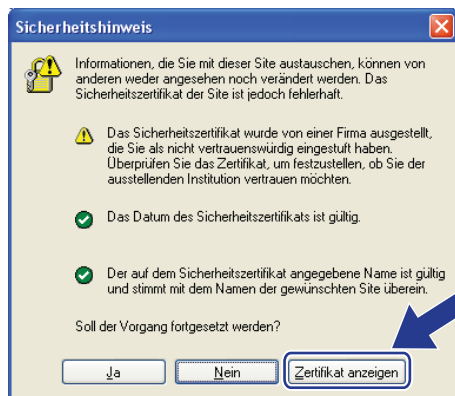 Sicherheitshinweis
Informationen, die Sie mit dieser Site austauschen, können von
anderen weder angesehen noch verändert werden. Das
Sicherheitszertifikat der Site ist jedoch fehlerhaft.
Das Sicherheitszertifikat wurde von einer Firma ausgestellt,
die Sie als nicht vertrauenswürdig eingestuft haben.
Überprüfen Sie das Zertifikat, um festzustellen, ob Sie der
ausstellenden Institution vertrauen möchten.
Das Datum des Sicherheitszertifikats ist gültig.
Der auf dem Sicherheitszertifikat angegebene Name ist gültig
und stimmt mit dem Namen der gewünschten Site überein.
Soll der Vorgang fortgesetzt werden?
Ja Nein Zertifikat anzeigen